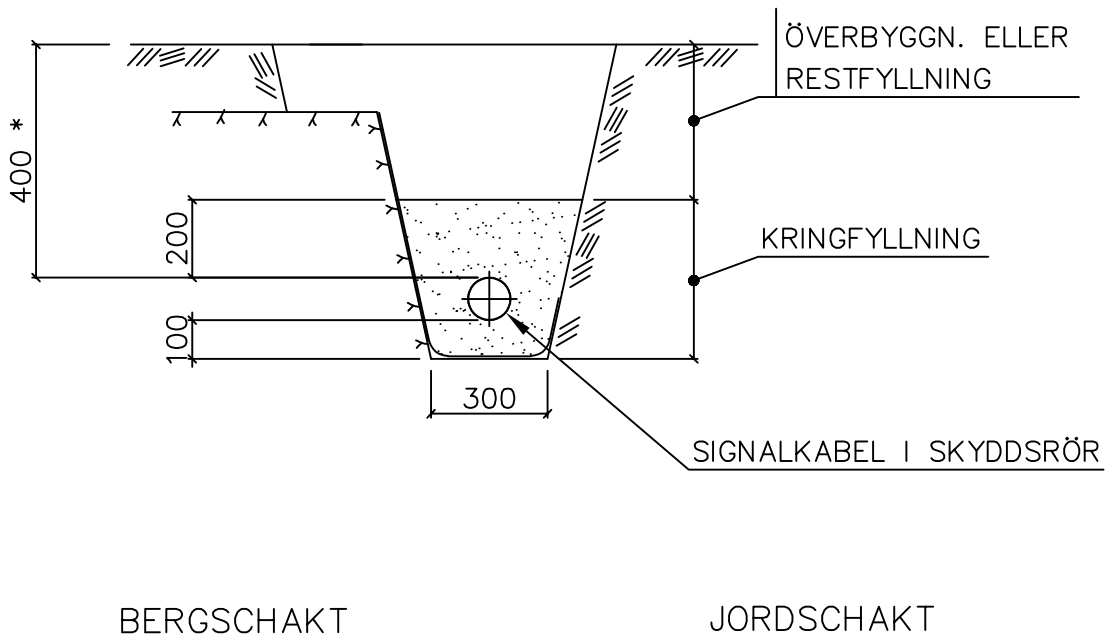 ÖVERBYGGN. ELLER
RESTFYLLNING
400 *
200
KRINGFYLLNING
100
300
SIGNALKABEL I SKYDDSRÖR
BERGSCHAKT
JORDSCHAKT